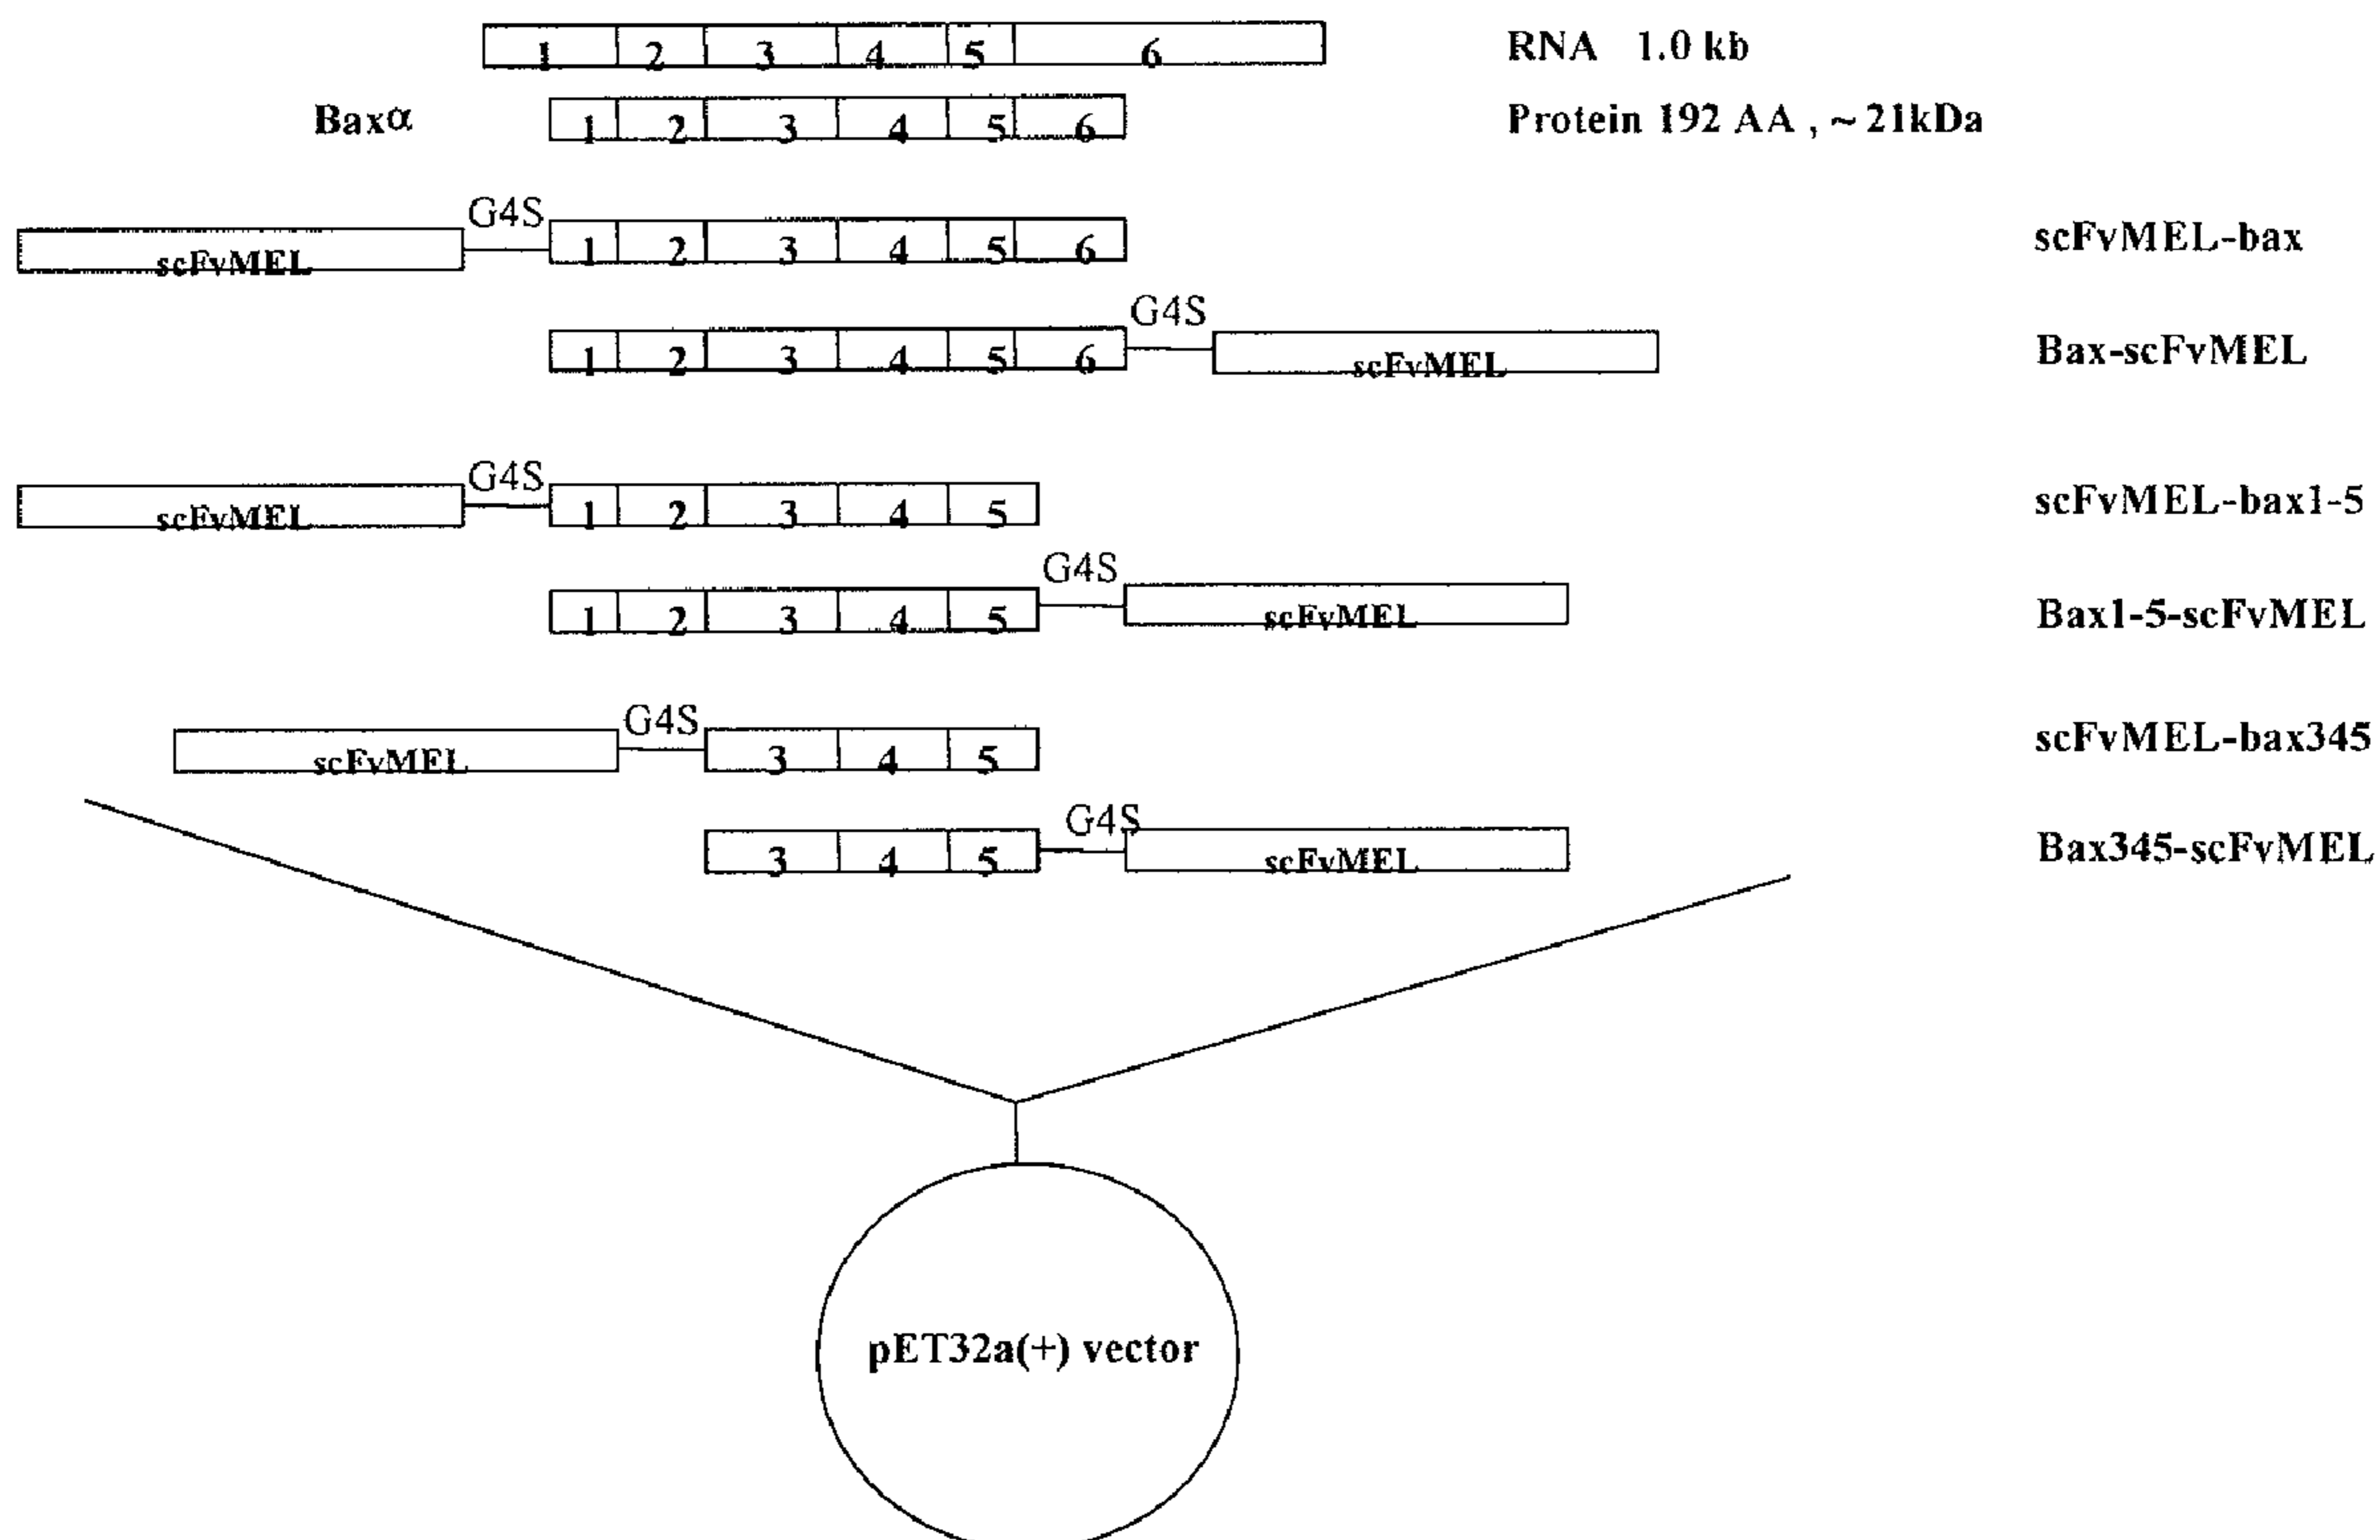 1 2 3 4 5 6 RNA 1.0 kb
Baxα 1 2 3 4 5 6 Protein 192 AA , ~21kDa
G4S
scFvMEL 1 2 3 4 5 6 scFvMEL-bax
G4S
1 2 3 4 5 6 scFvMEL Bax-scFvMEL
G4S
scFvMEL 1 2 3 4 5 scFvMEL-bax1-5
G4S
1 2 3 4 5 scFvMEL Bax1-5-scFvMEL
G4S
scFvMEL 3 4 5 scFvMEL-bax345
G4S
3 4 5 scFvMEL Bax345-scFvMEL
pET32a(+) vector